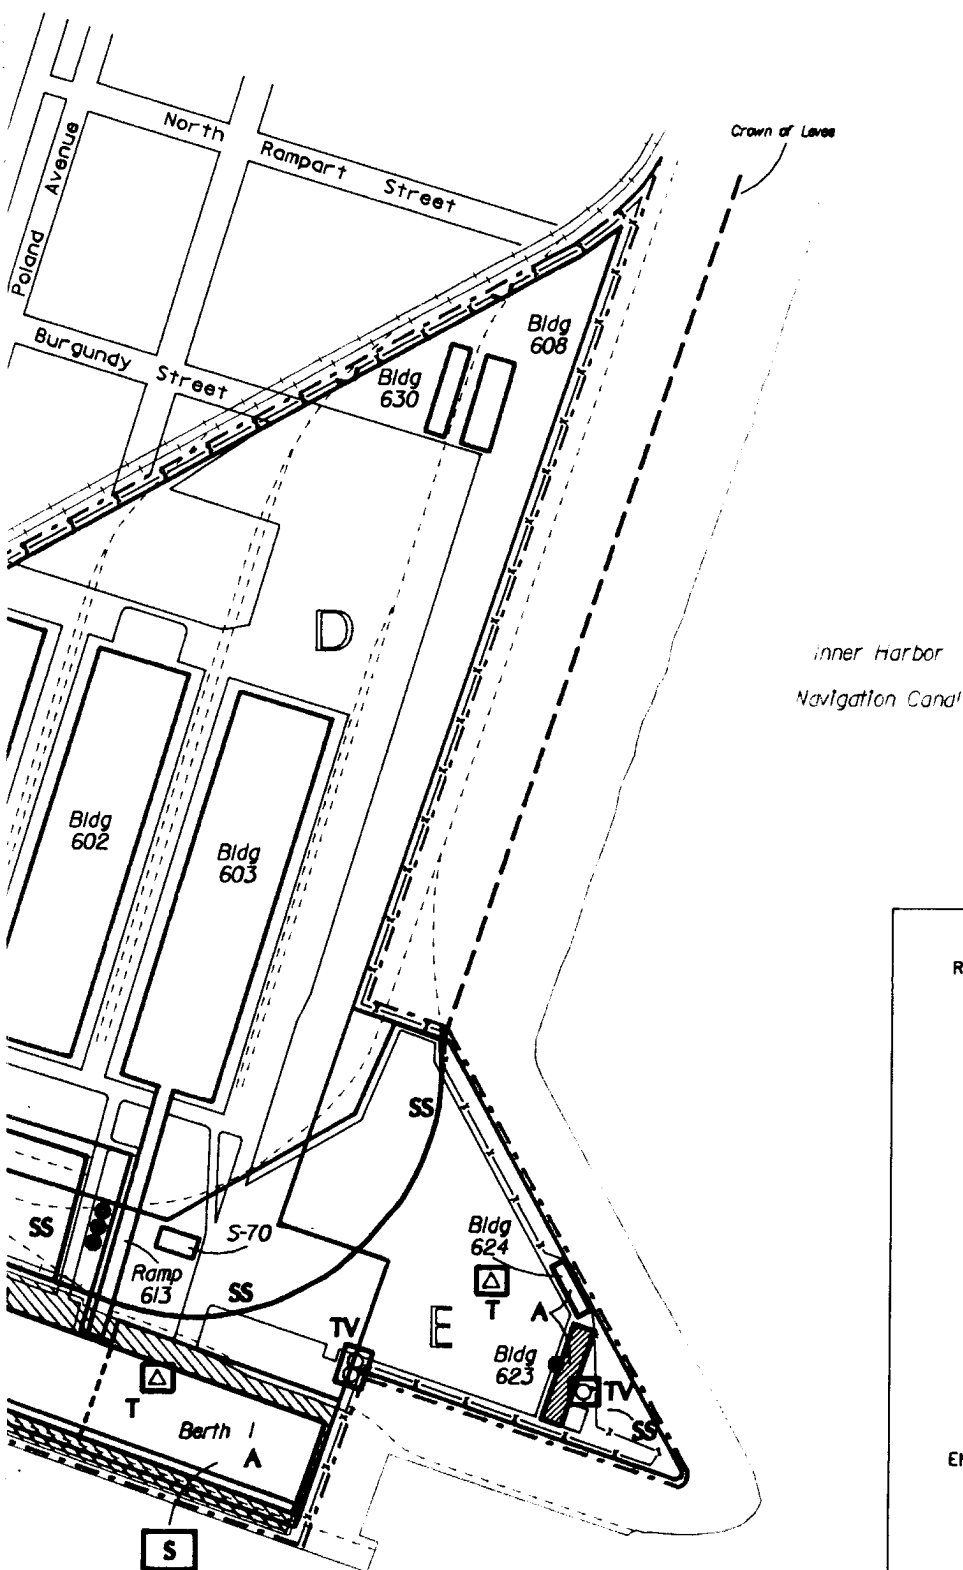 Crown of Levee
North Rampart Street
Poland Avenue
Burgundy Street
Bldg
608
Bldg
630
D
Inner Harbor
Navigation Canal
Bldg
602
Bldg
603
R
SS
SS
S-70
Ramp
613
SS
Bldg
624
T
A
E
TV
Bldg
623
TV
SS
T
Berth 1
A
S